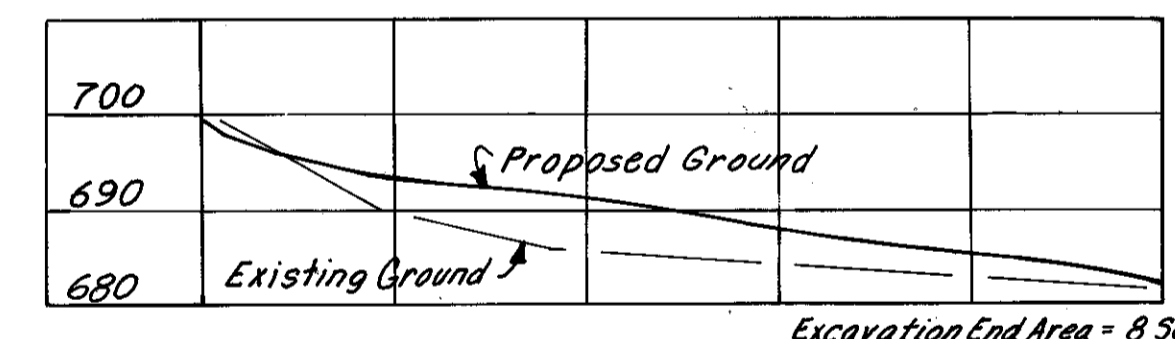 700
Proposed Ground
690
Existing Ground
680
Excavation End Area = 8